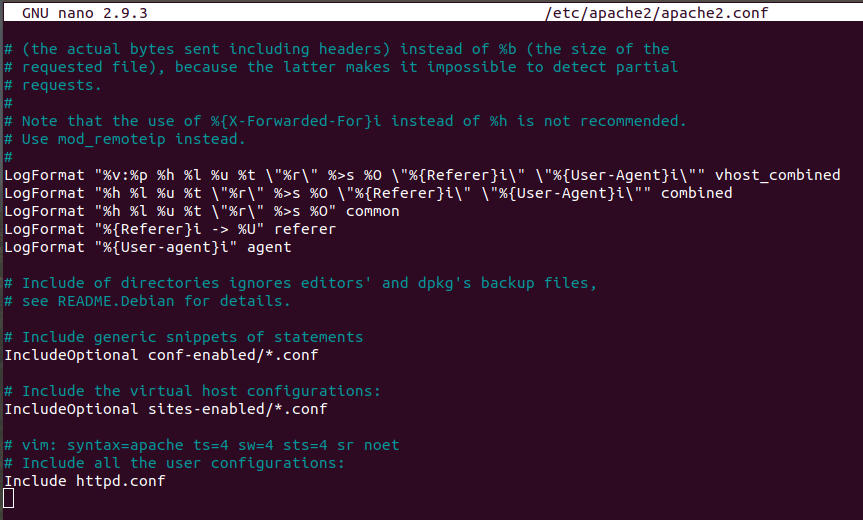 GNU nano 2.9.3 /etc/apache2/apache2.conf
# (the actual bytes sent including headers) instead of %b (the size of the
# requested file), because the latter makes it impossible to detect partial
# requests.
#
# Note that the use of %{X-Forwarded-For}i instead of %h is not recommended.
# Use mod_remoteip instead.
#
LogFormat "%v:%p %h %l %u %t \"%r\" %>s %O \"%{Referer}i\" \"%{User-Agent}i\"" vhost_combined
LogFormat "%h %l %u %t \"%r\" %>s %O \"%{Referer}i\" \"%{User-Agent}i\"" combined
LogFormat "%h %l %u %t \"%r\" %>s %O" common
LogFormat "%{Referer}i -> %U" referer
LogFormat "%{User-agent}i" agent
# Include of directories ignores editors' and dpkg's backup files,
# see README.Debian for details.
# Include generic snippets of statements
IncludeOptional conf-enabled/*.conf
# Include the virtual host configurations:
IncludeOptional sites-enabled/*.conf
# vim: syntax=apache ts=4 sw=4 sts=4 sr noet
# Include all the user configurations:
Include httpd.conf